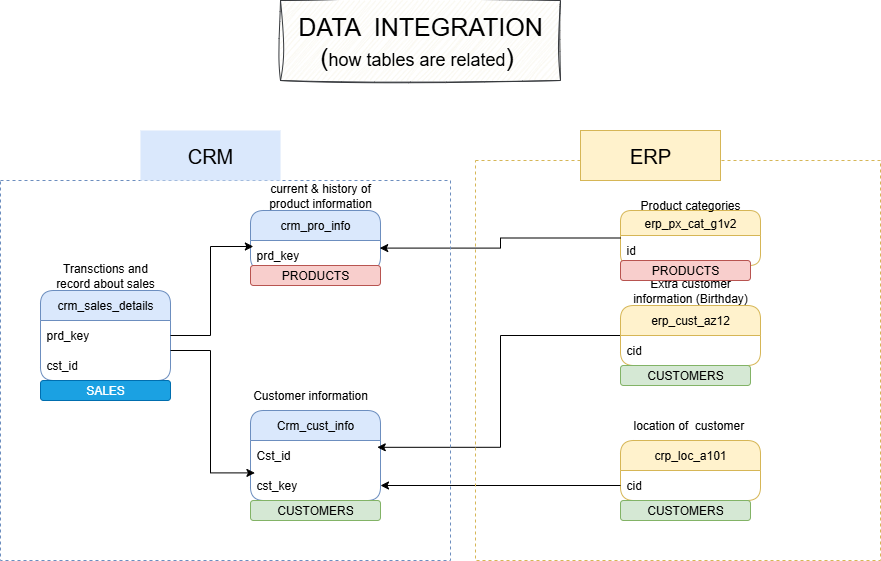 DATA INTEGRATION
(how tables are related)
CRM
ERP
current & history of
product information
crm_pro_info
prd_key
PRODUCTS
Transctions and
record about sales
crm_sales_details
prd_key
cst_id
SALES
Customer information
Crm_cust_info
Cst_id
cst_key
CUSTOMERS
Product categories
erp_px_cat_g1v2
id
PRODUCTS
Extra customer
information (Birthday)
erp_cust_az12
cid
CUSTOMERS
location of customer
crp_loc_a101
cid
CUSTOMERS